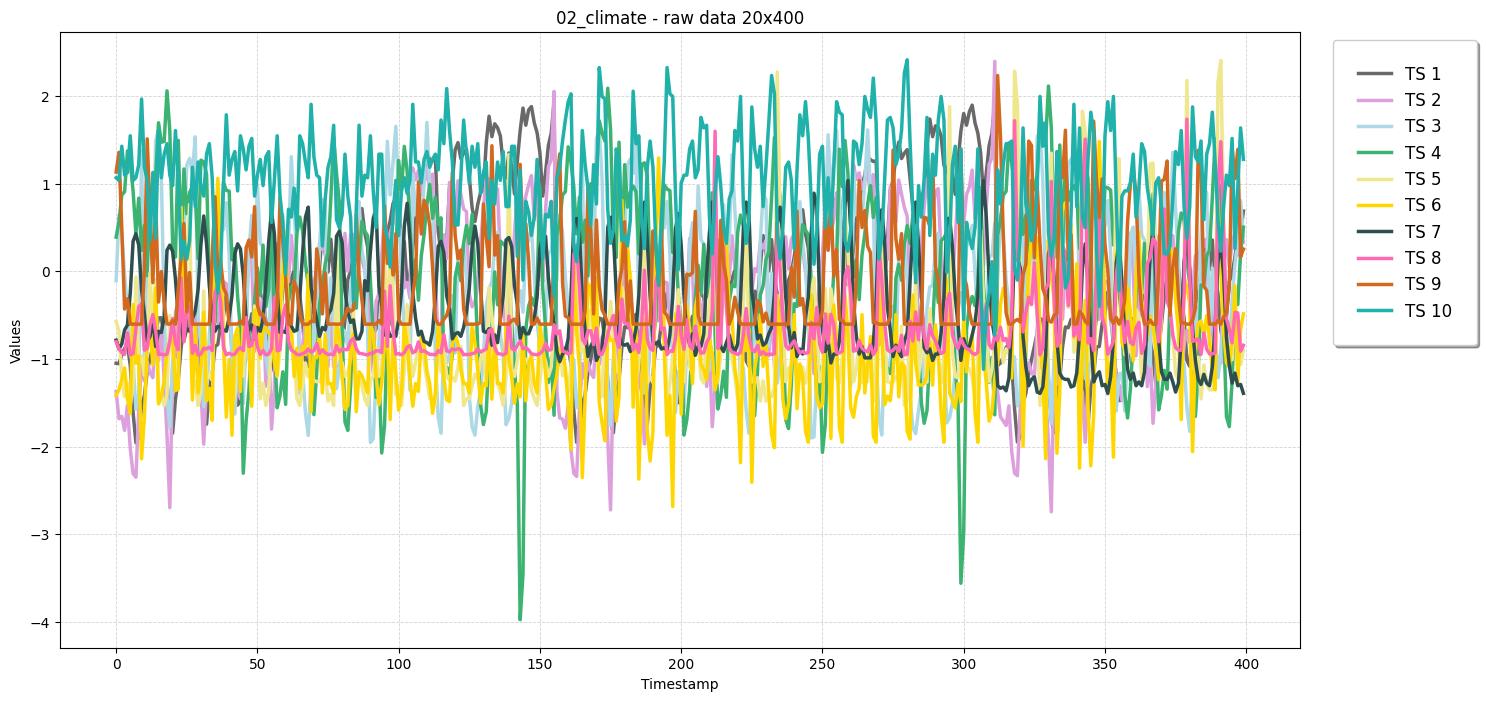 02_climate - raw data 20x400
Values
2
1
0
−1
−2
−3
−4
0 50 100 150 200 250 300 350 400
Timestamp
TS 1
TS 2
TS 3
TS 4
TS 5
TS 6
TS 7
TS 8
TS 9
TS 10